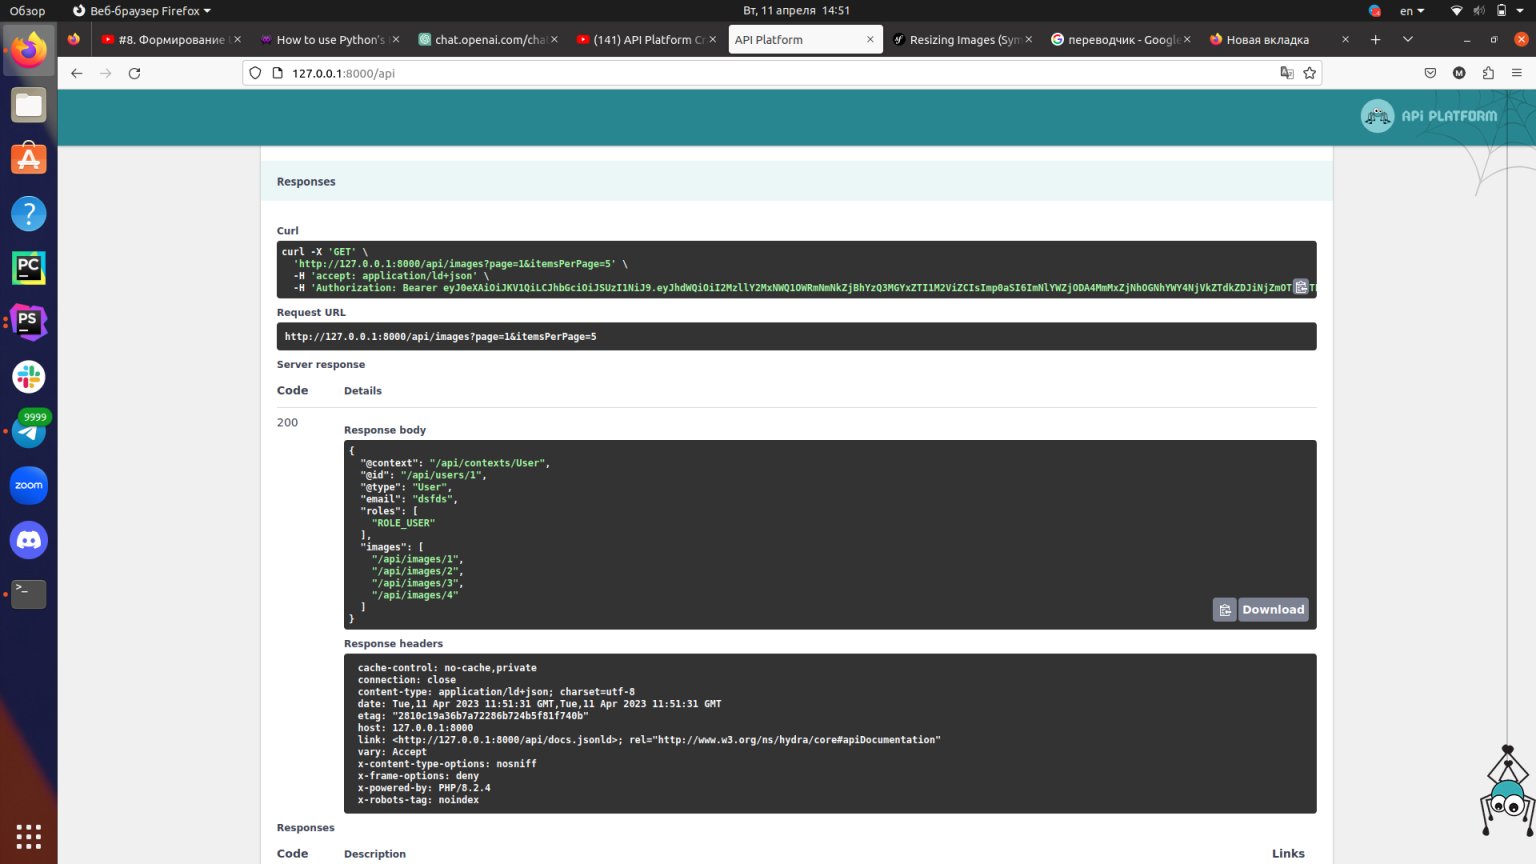 Обзор
Веб-браузер Firefox
Вт, 11 апреля 14:51
en
#8. Формирование
How to use Python's
chat.openai.com/cha
(141) API Platform Cr
API Platform
Resizing Images (Sym
переводчик - Google
Новая вкладка
127.0.0.1:8000/api
M
API PLATFORM
Responses
Curl
curl -X 'GET' \
'http://127.0.0.1:8000/api/images?page=1&itemsPerPage=5' \
-H 'accept: application/ld+json' \
-H 'Authorization: Bearer
Request URL
http://127.0.0.1:8000/api/images?page=1&itemsPerPage=5
Server response
Code Details
200
Response body
{
"@context": "/api/contexts/User",
"@id": "/api/users/1",
"@type": "User",
"email": "dsfds",
"roles": [
"ROLE_USER"
],
"images": [
"/api/images/1",
"/api/images/2",
"/api/images/3",
"/api/images/4"
]
}
Download
Response headers
cache-control: no-cache,private
connection: close
content-type: application/ld+json; charset=utf-8
date: Tue,11 Apr 2023 11:51:31 GMT,Tue,11 Apr 2023 11:51:31 GMT
etag: "2810c19a36b7a72286b724b5f81f740b"
host: 127.0.0.1:8000
link: <http://127.0.0.1:8000/api/docs.jsonld>; rel="http://www.w3.org/ns/hydra/core#apiDocumentation"
vary: Accept
x-content-type-options: nosniff
x-frame-options: deny
x-powered-by: PHP/8.2.4
x-robots-tag: noindex
Responses
Code Description Links
PC
PS
9999
zoom